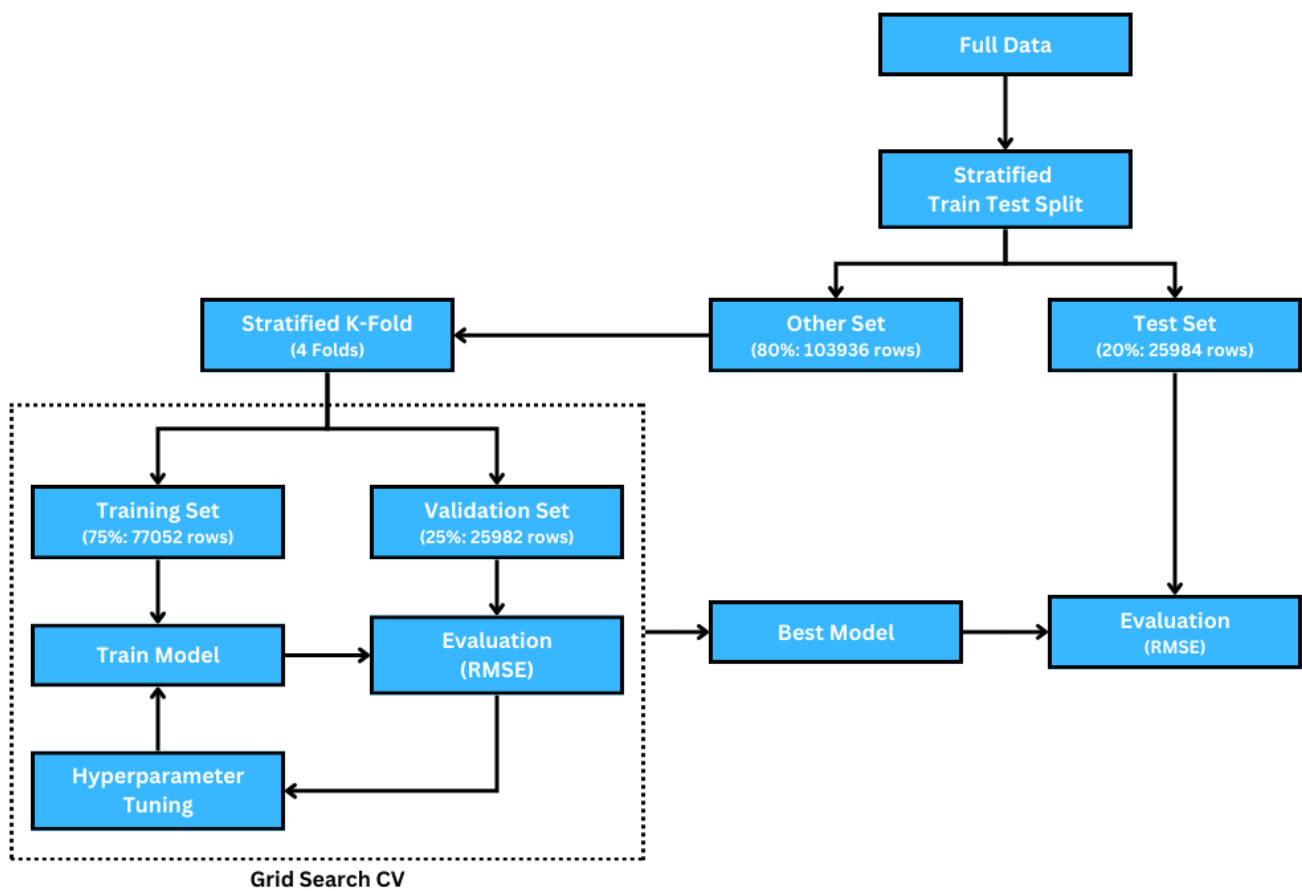 Full Data
Stratified
Train Test Split
Stratified K-Fold
(4 Folds)
Other Set
(80%: 103936 rows)
Test Set
(20%: 25984 rows)
Training Set
(75%: 77052 rows)
Validation Set
(25%: 25982 rows)
Train Model
Evaluation
(RMSE)
Best Model
Evaluation
(RMSE)
Hyperparameter
Tuning
Grid Search CV